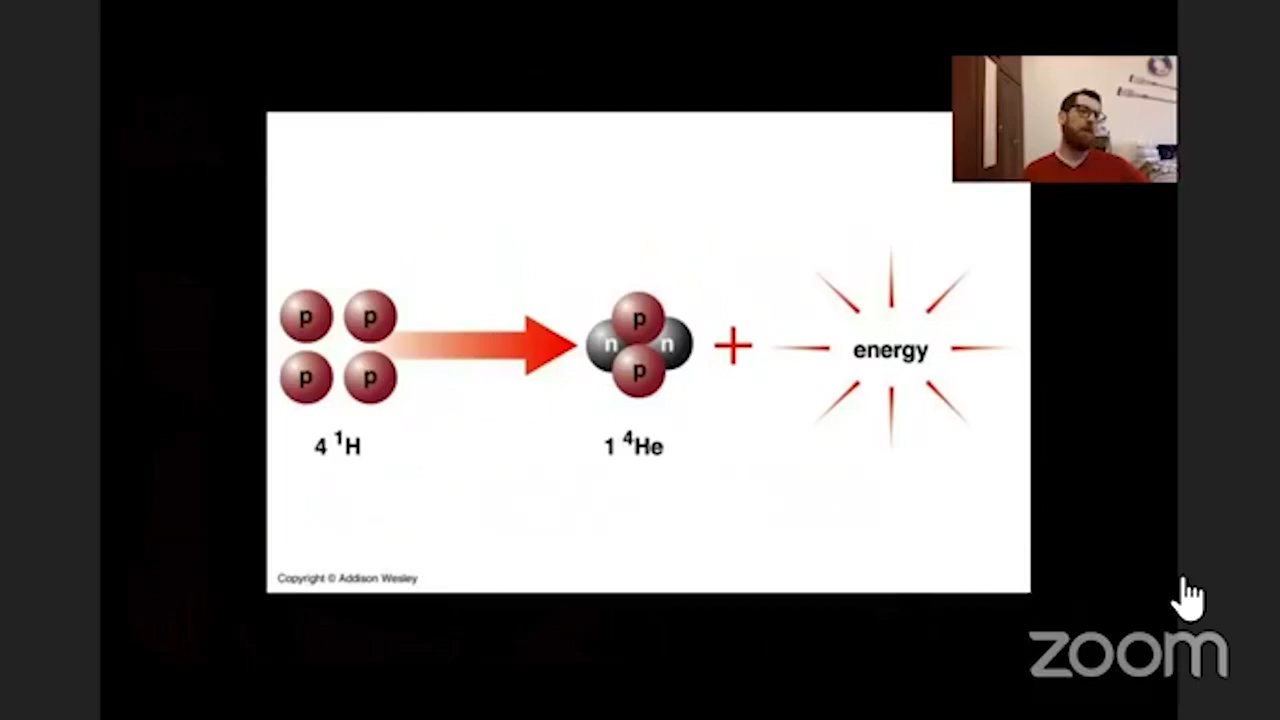 p p
p p
p
n n
p
+
energy
4 ¹H
1 ⁴He
Copyright © Addison Wesley
zoom